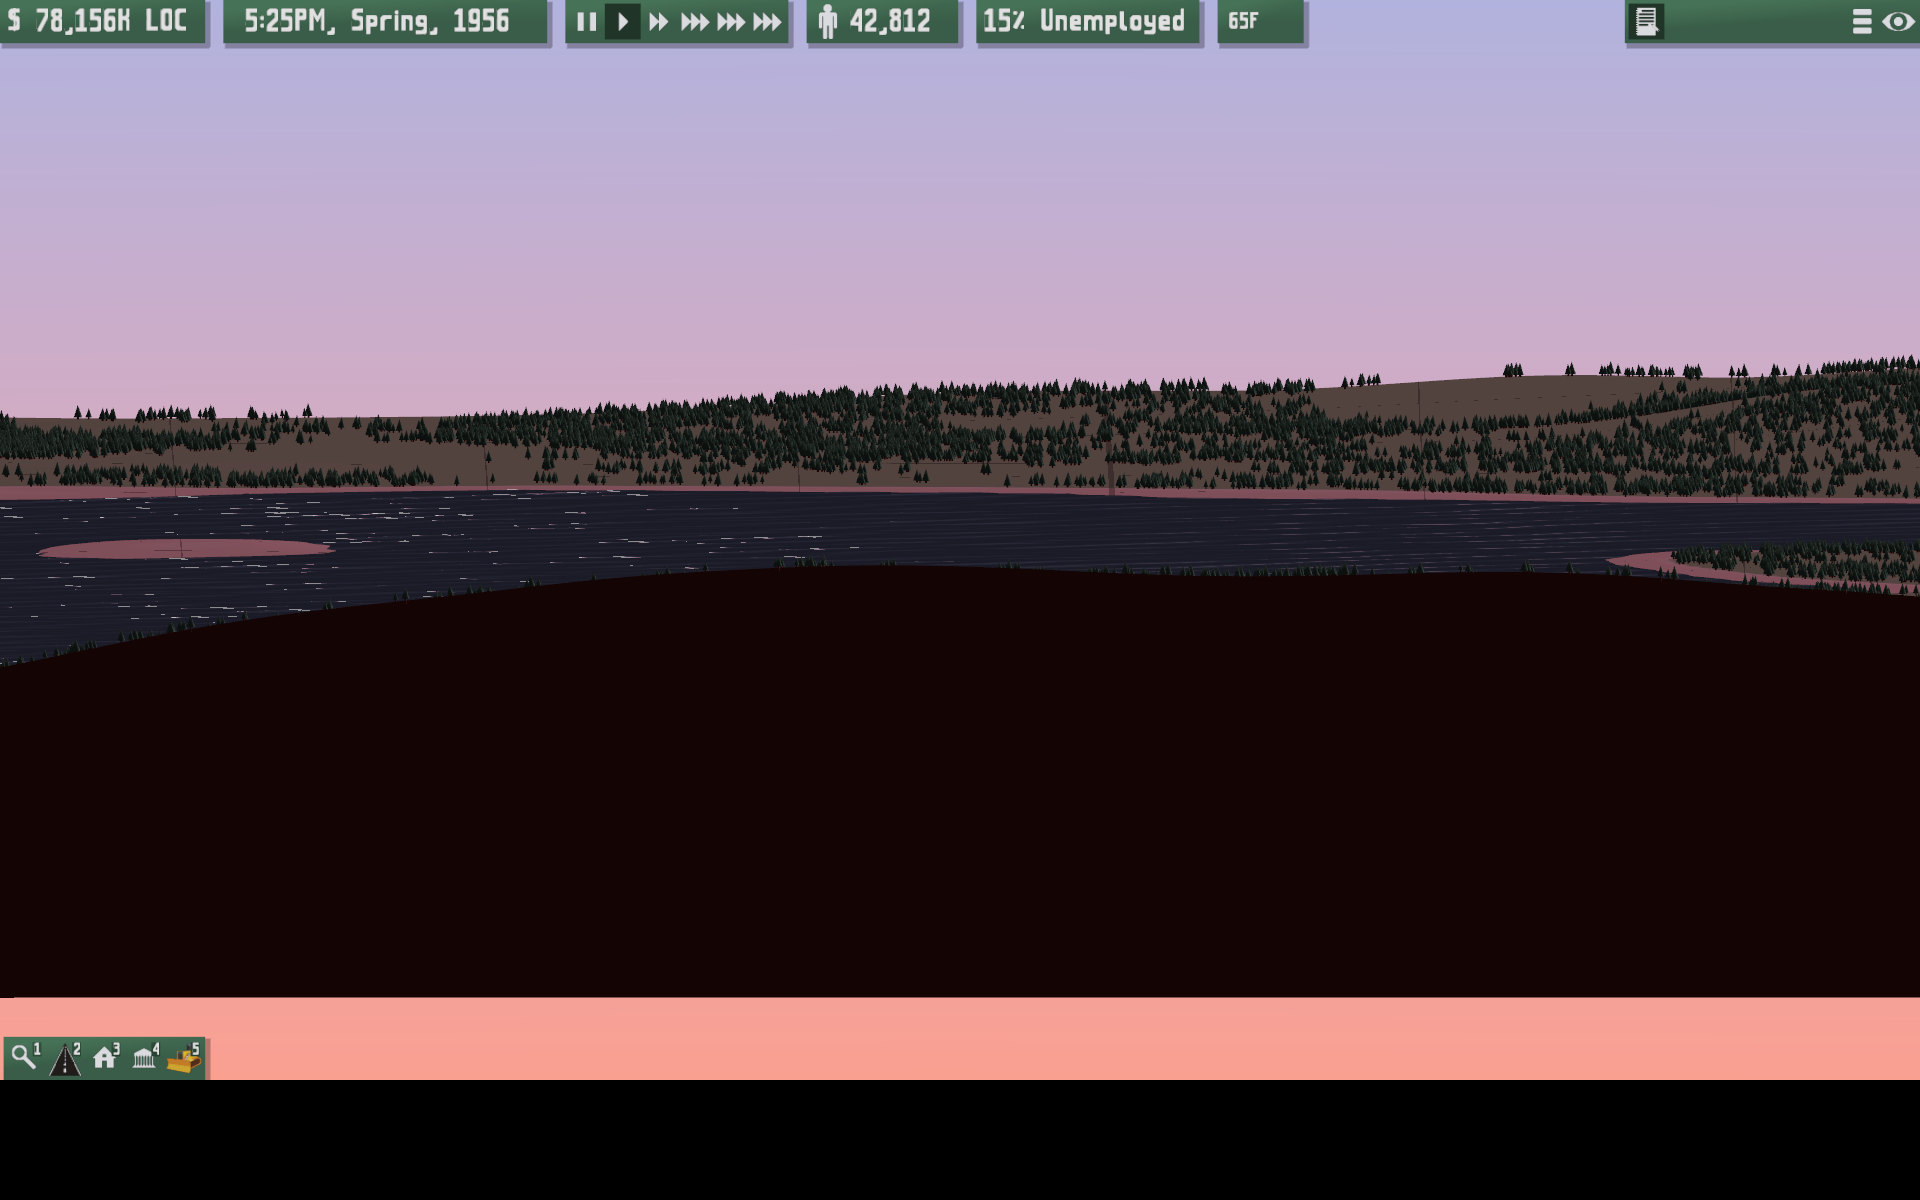 $ 78,156K LOC
5:25PM, Spring, 1956
42,812
15% Unemployed
65F
1 2 3 4 5